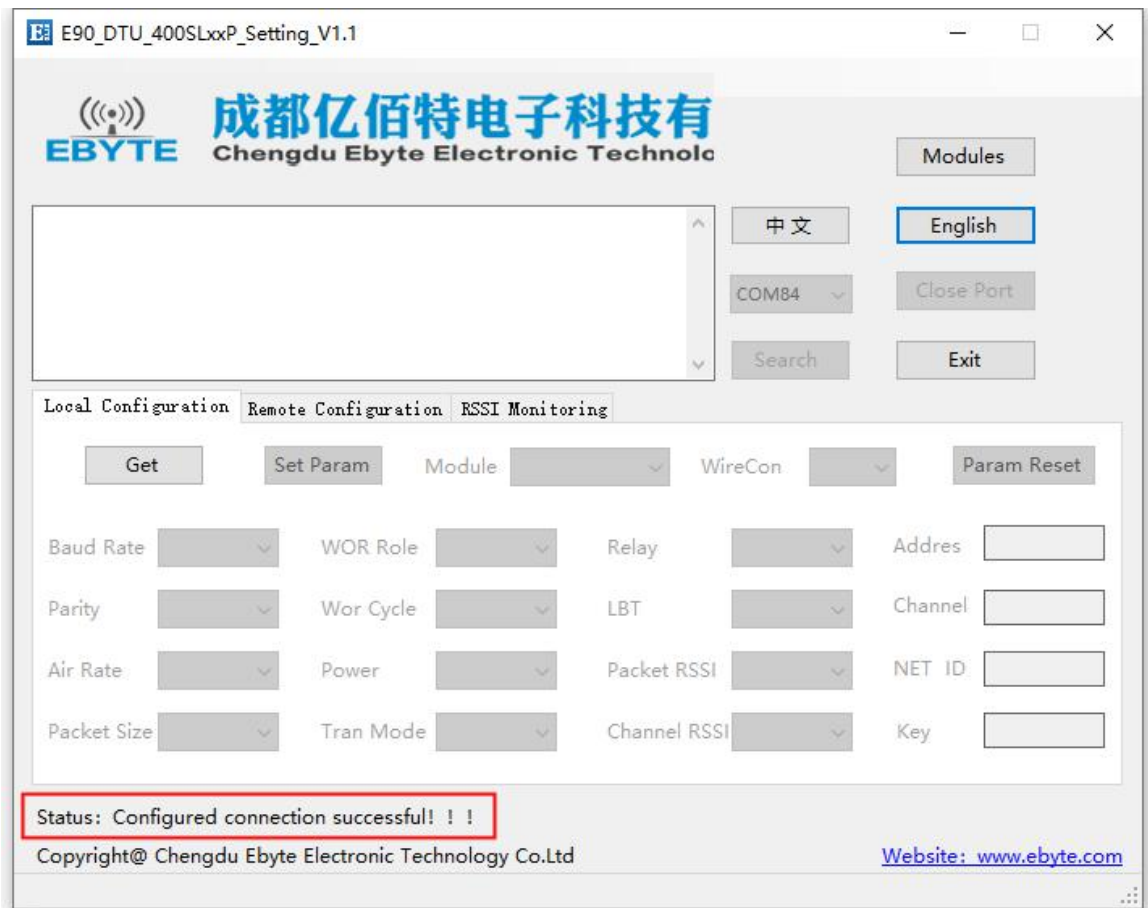 E90_DTU_400SLxxP_Setting_V1.1
EBYTE
成都亿佰特电子科技有
Chengdu Ebyte Electronic Technolo
Modules
中文 English
COM84 Close Port
Search Exit
Local Configuration Remote Configuration RSSI Monitoring
Get Set Param Module WireCon Param Reset
Baud Rate WOR Role Relay Addres
Parity Wor Cycle LBT Channel
Air Rate Power Packet RSSI NET ID
Packet Size Tran Mode Channel RSSI Key
Status: Configured connection successful! ! !
Copyright@ Chengdu Ebyte Electronic Technology Co.Ltd Website: www.ebyte.com